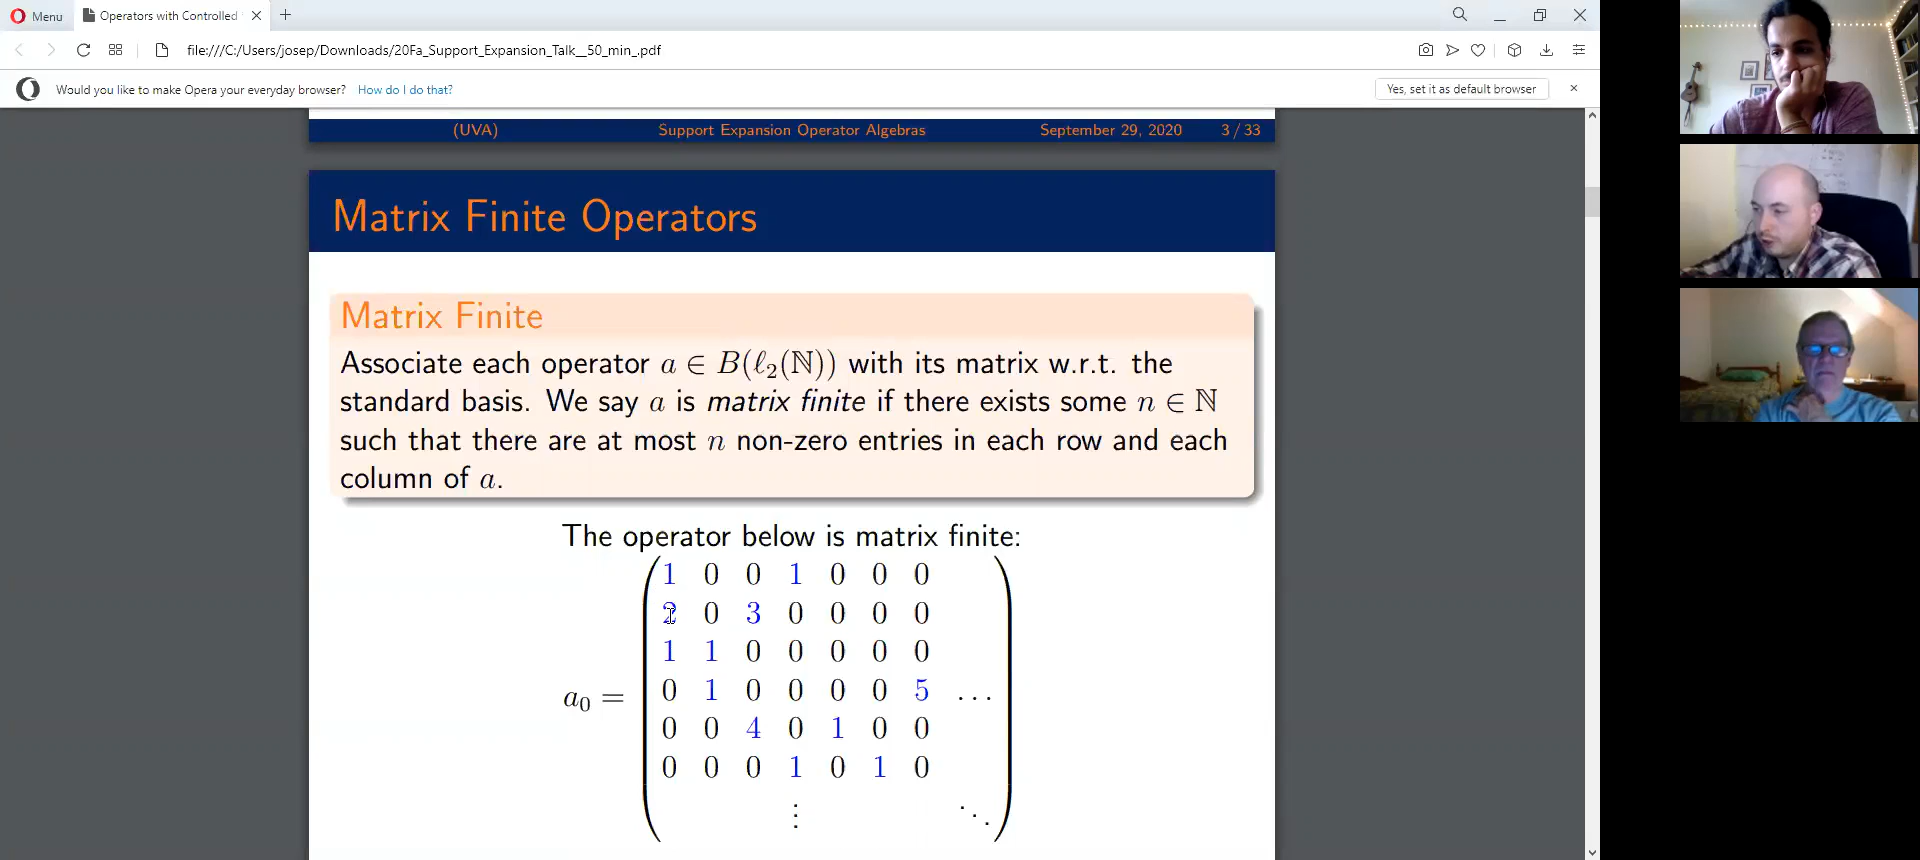 Menu
Operators with Controlled
file:///C:/Users/josep/Downloads/20Fa_Support_Expansion_Talk__50_min_.pdf
Would you like to make Opera your everyday browser? How do I do that?
Yes, set it as default browser
(UVA) Support Expansion Operator Algebras September 29, 2020 3 / 33
Matrix Finite Operators
Matrix Finite
Associate each operator a ∈ B(ℓ₂(ℕ)) with its matrix w.r.t. the
standard basis. We say a is matrix finite if there exists some n ∈ ℕ
such that there are at most n non-zero entries in each row and each
column of a.
The operator below is matrix finite:
1 0 0 1 0 0 0
2 0 3 0 0 0 0
1 1 0 0 0 0 0
a₀ = 0 1 0 0 0 0 5 ⋯
0 0 4 0 1 0 0
0 0 0 1 0 1 0
⋮ ⋱